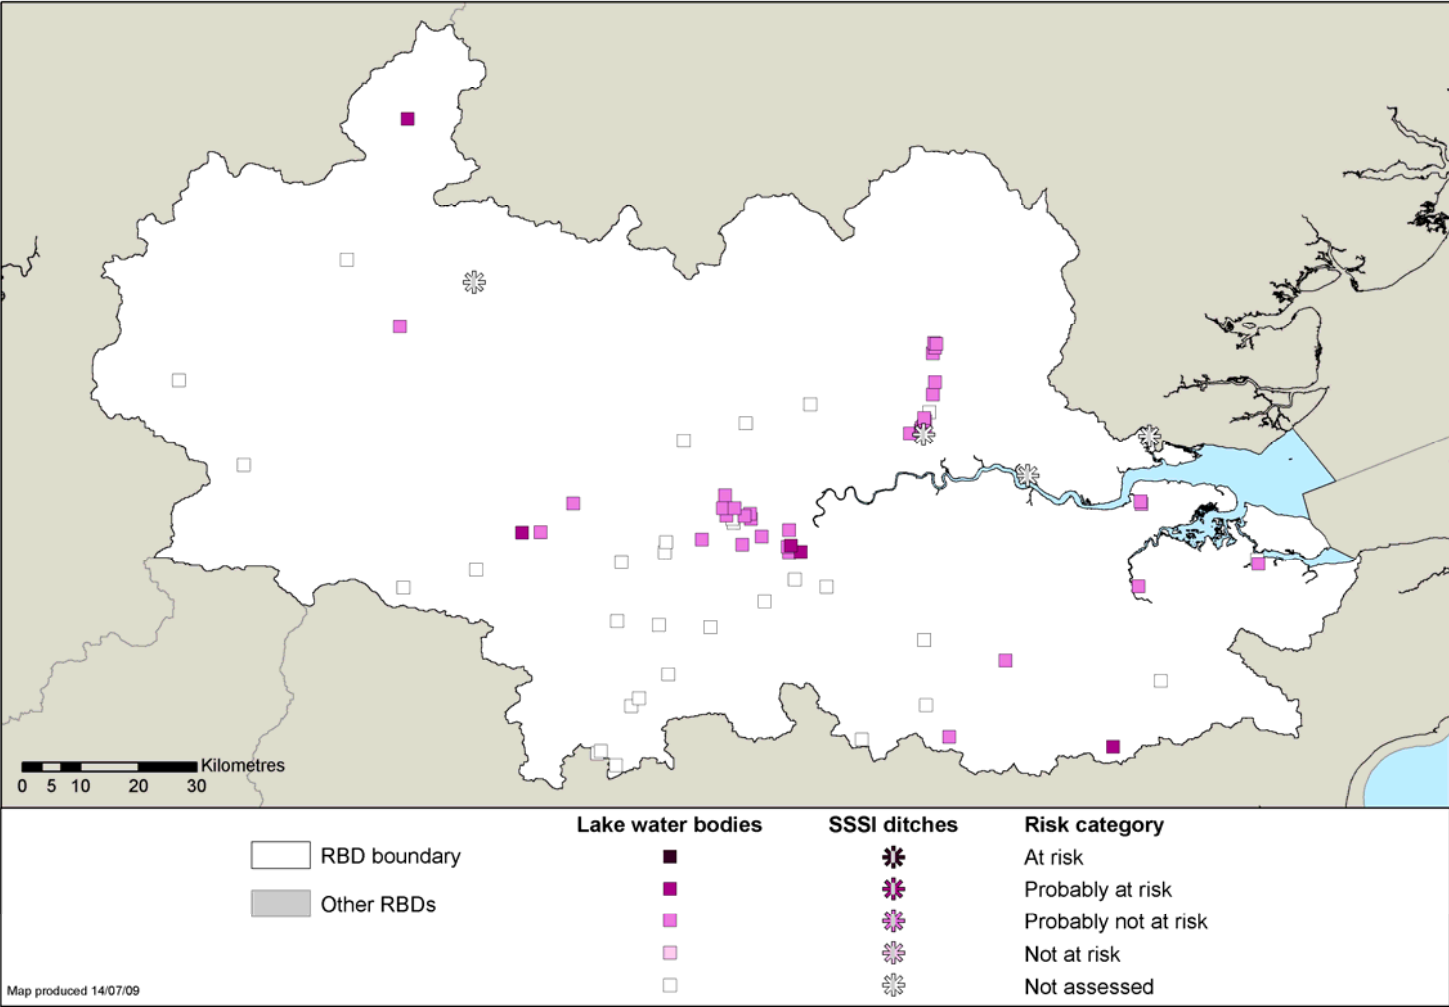 Kilometres
0 5 10 20 30
Lake water bodies SSSI ditches Risk category
RBD boundary At risk
Probably at risk
Other RBDs
Probably not at risk
Not at risk
Map produced 14/07/09 Not assessed